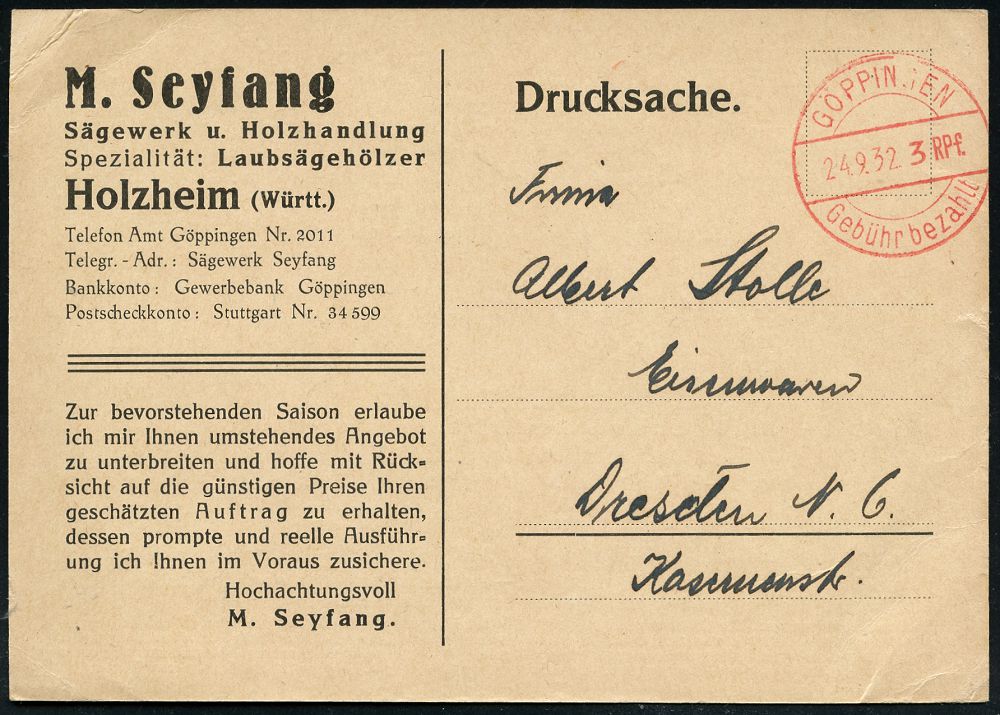 M. Seyfang
Sägewerk u. Holzhandlung
Spezialität: Laubsägehölzer
Holzheim (Württ.)
Telefon Amt Göppingen Nr. 2011
Telegr.-Adr.: Sägewerk Seyfang
Bankkonto: Gewerbebank Göppingen
Postscheckkonto: Stuttgart Nr. 34599
Zur bevorstehenden Saison erlaube
ich mir Ihnen umstehendes Angebot
zu unterbreiten und hoffe mit Rück-
sicht auf die günstigen Preise Ihren
geschätzten Auftrag zu erhalten,
dessen prompte und reelle Ausführ-
ung ich Ihnen im Voraus zusichere.
Hochachtungsvoll
M. Seyfang.
Drucksache.
GÖPPINGEN
24.9.32. 3 RPf.
Gebühr bezahlt
Firma
Albert Stolle
Eisenwaren
Dresden N. 6.
Kasernenstr.